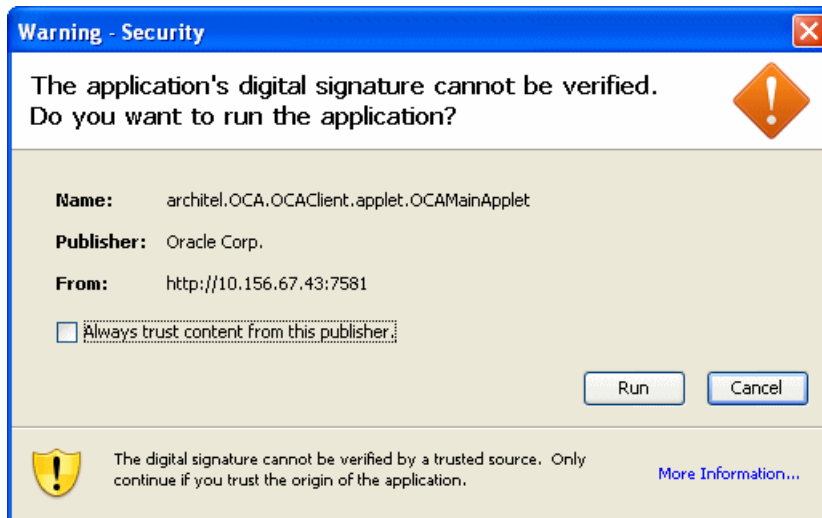 Warning - Security
The application's digital signature cannot be verified.
Do you want to run the application?
Name: architel.OCA.OCAClient.applet.OCAMainApplet
Publisher: Oracle Corp.
From: http://10.156.67.43:7581
Always trust content from this publisher.
Run Cancel
The digital signature cannot be verified by a trusted source. Only
continue if you trust the origin of the application.
More Information...